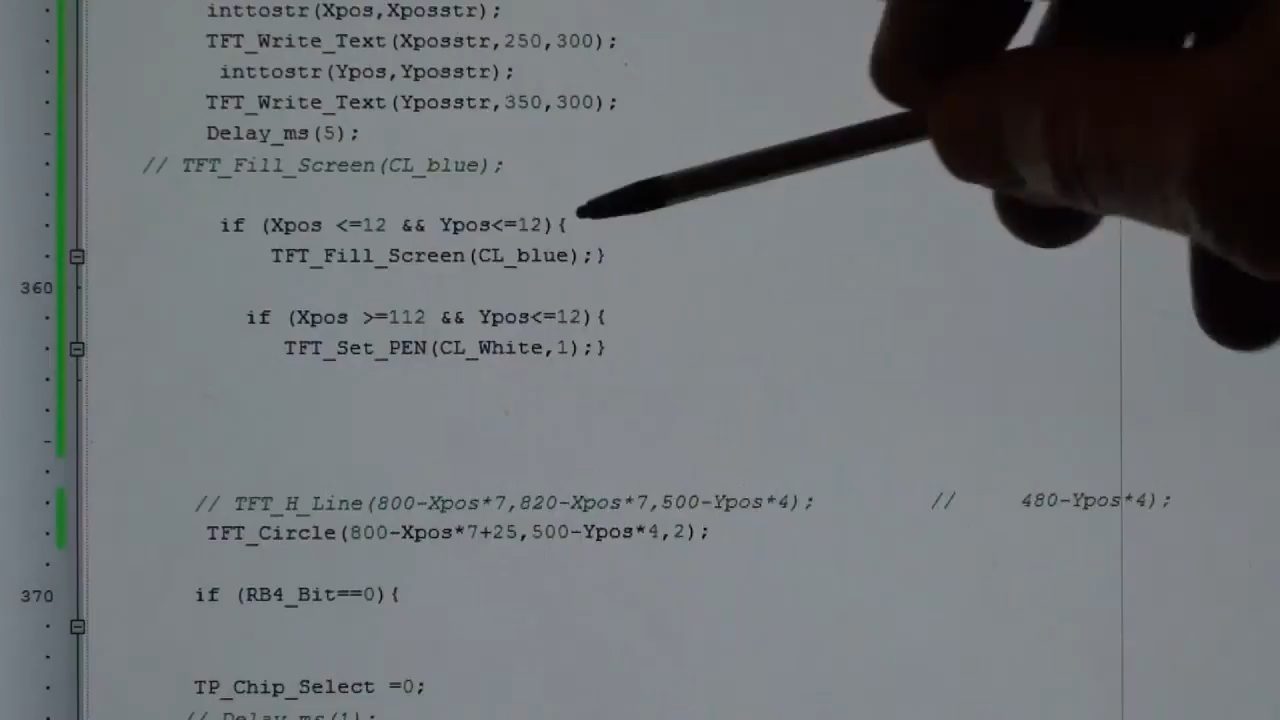 inttostr(Xpos,Xposstr);
TFT_Write_Text(Xposstr,250,300);
inttostr(Ypos,Yposstr);
TFT_Write_Text(Yposstr,350,300);
Delay_ms(5);
// TFT_Fill_Screen(CL_blue);
if (Xpos <=12 && Ypos<=12){
TFT_Fill_Screen(CL_blue);}
360
if (Xpos >=112 && Ypos<=12){
TFT_Set_PEN(CL_White,1);}
// TFT_H_Line(800-Xpos*7,820-Xpos*7,500-Ypos*4); // 480-Ypos*4);
TFT_Circle(800-Xpos*7+25,500-Ypos*4,2);
370 if (RB4_Bit==0){
TP_Chip_Select =0;
// Delay_ms(1);